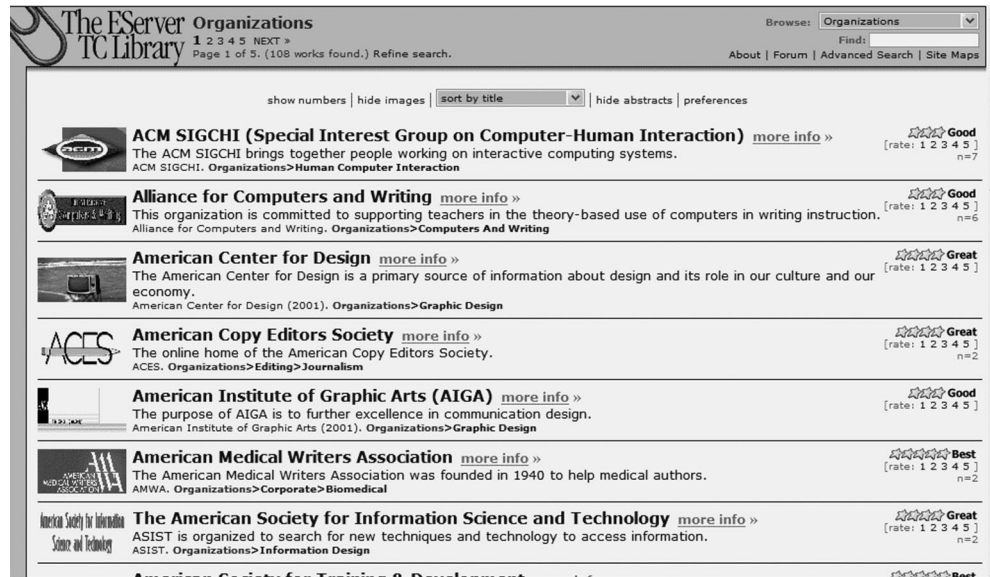 The EServer
TC Library
Organizations
1 2 3 4 5 NEXT »
Page 1 of 5. (108 works found.) Refine search.
Browse: Organizations
Find:
About | Forum | Advanced Search | Site Maps
show numbers | hide images | sort by title | hide abstracts | preferences
acm
ACM SIGCHI (Special Interest Group on Computer-Human Interaction) more info »
The ACM SIGCHI brings together people working on interactive computing systems.
ACM SIGCHI. Organizations>Human Computer Interaction
Good
[rate: 1 2 3 4 5 ]
n=7
Alliance for Computers and Writing more info »
This organization is committed to supporting teachers in the theory-based use of computers in writing instruction.
Alliance for Computers and Writing. Organizations>Computers And Writing
Good
[rate: 1 2 3 4 5 ]
n=6
American Center for Design more info »
The American Center for Design is a primary source of information about design and its role in our culture and our
economy.
American Center for Design (2001). Organizations>Graphic Design
Great
[rate: 1 2 3 4 5 ]
ACES
American Copy Editors Society more info »
The online home of the American Copy Editors Society.
ACES. Organizations>Editing>Journalism
Great
[rate: 1 2 3 4 5 ]
n=2
American Institute of Graphic Arts (AIGA) more info »
The purpose of AIGA is to further excellence in communication design.
American Institute of Graphic Arts (2001). Organizations>Graphic Design
Good
[rate: 1 2 3 4 5 ]
AMERICAN
MEDICAL WRITERS
ASSOCIATION
American Medical Writers Association more info »
The American Medical Writers Association was founded in 1940 to help medical authors.
AMWA. Organizations>Corporate>Biomedical
Best
[rate: 1 2 3 4 5 ]
n=2
American Society for Information
Science and Technology
The American Society for Information Science and Technology more info »
ASIST is organized to search for new techniques and technology to access information.
ASIST. Organizations>Information Design
Great
[rate: 1 2 3 4 5 ]
n=2
American Society for Training & Development more info
Best